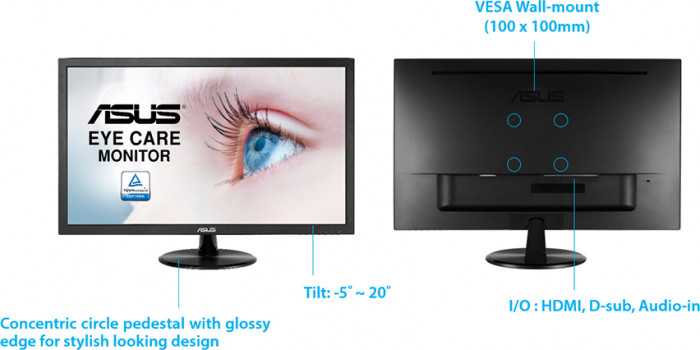 VESA Wall-mount
(100 x 100mm)
ASUS
EYE CARE
MONITOR
TÜVRheinland
ASUS
ASUS
Tilt: -5˚ ~ 20˚
I/O : HDMI, D-sub, Audio-in
Concentric circle pedestal with glossy
edge for stylish looking design